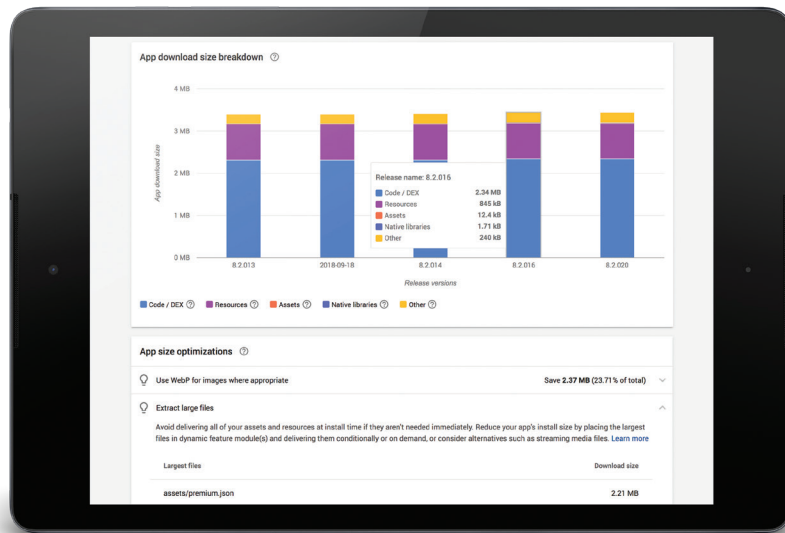 App download size breakdown ?
4 MB
3 MB
2 MB
1 MB
0 MB
App download size
Release name: 8.2.016
Code / DEX 2.34 MB
Resources 845 kB
Assets 12.4 kB
Native libraries 1.71 kB
Other 240 kB
8.2.013 2018-09-18 8.2.014 8.2.016 8.2.020
Release versions
Code / DEX ? Resources ? Assets ? Native libraries ? Other ?
App size optimizations ?
Use WebP for images where appropriate Save 2.37 MB (23.71% of total)
Extract large files
Avoid delivering all of your assets and resources at install time if they aren't needed immediately. Reduce your app's install size by placing the largest
files in dynamic feature module(s) and delivering them conditionally or on demand, or consider alternatives such as streaming media files. Learn more
Largest files Download size
assets/premium.json 2.21 MB